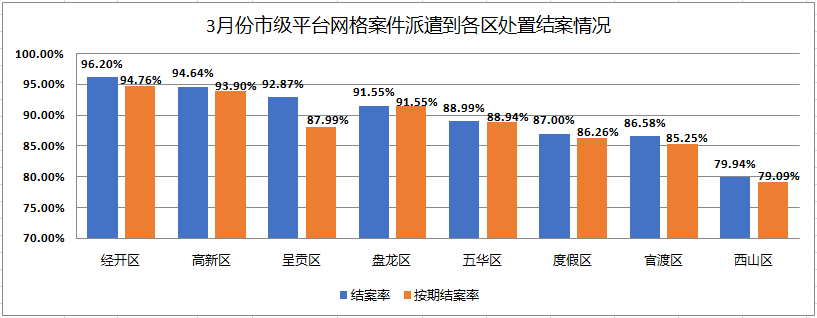 3月份市级平台网格案件派遣到各区处置结案情况
100.00%
95.00%
90.00%
85.00%
80.00%
75.00%
70.00%
96.20% 94.76% 94.64% 93.90% 92.87% 87.99% 91.55% 91.55% 88.99% 88.94% 87.00% 86.26% 86.58% 85.25% 79.94% 79.09%
经开区 高新区 呈贡区 盘龙区 五华区 度假区 官渡区 西山区
结案率 按期结案率